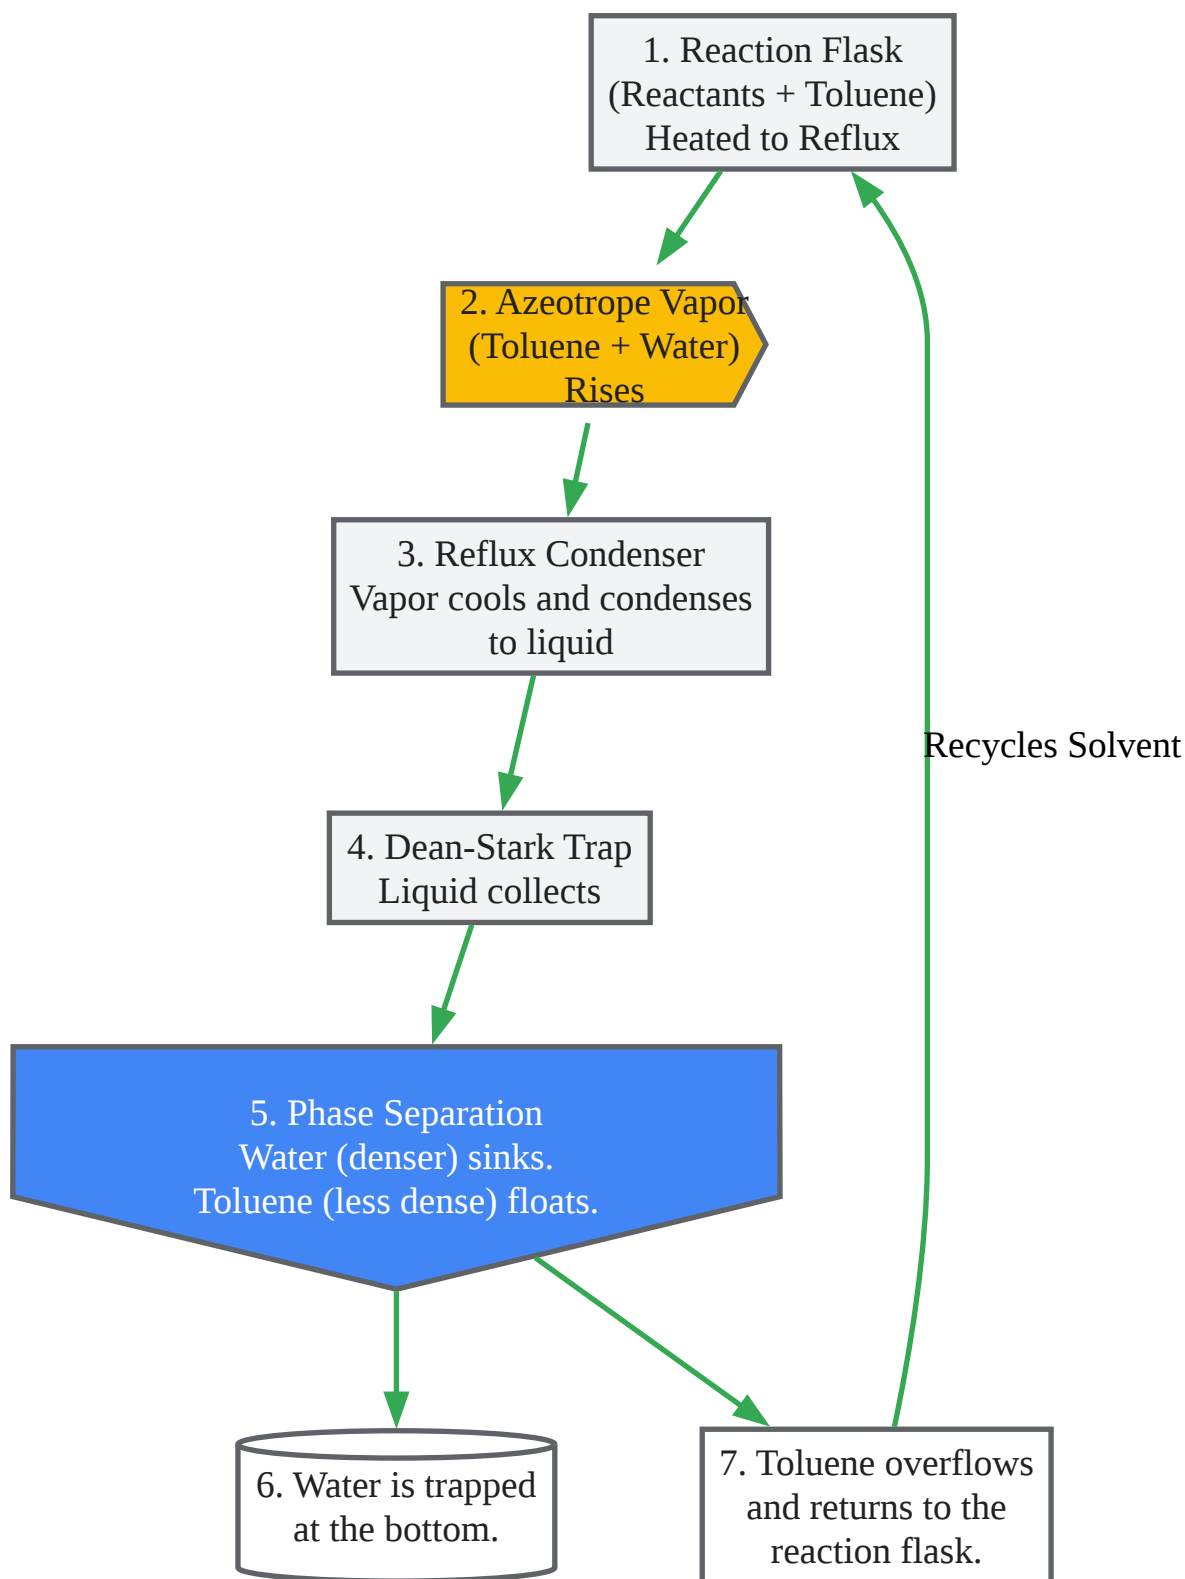 1. Reaction Flask
(Reactants + Toluene)
Heated to Reflux
2. Azeotrope Vapor
(Toluene + Water)
Rises
3. Reflux Condenser
Vapor cools and condenses
to liquid
Recycles Solvent
4. Dean-Stark Trap
Liquid collects
5. Phase Separation
Water (denser) sinks.
Toluene (less dense) floats.
6. Water is trapped
at the bottom.
7. Toluene overflows
and returns to the
reaction flask.